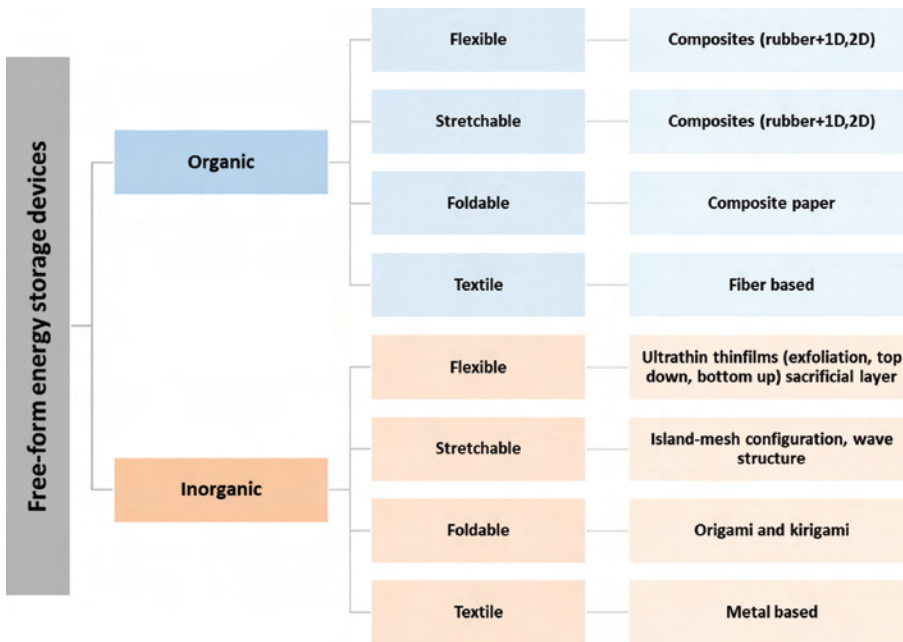 Free-form energy storage devices
Organic
Flexible
Composites (rubber+1D,2D)
Stretchable
Composites (rubber+1D,2D)
Foldable
Composite paper
Textile
Fiber based
Inorganic
Flexible
Ultrathin thinfilms (exfoliation, top
down, bottom up) sacrificial layer
Stretchable
Island-mesh configuration, wave
structure
Foldable
Origami and kirigami
Textile
Metal based